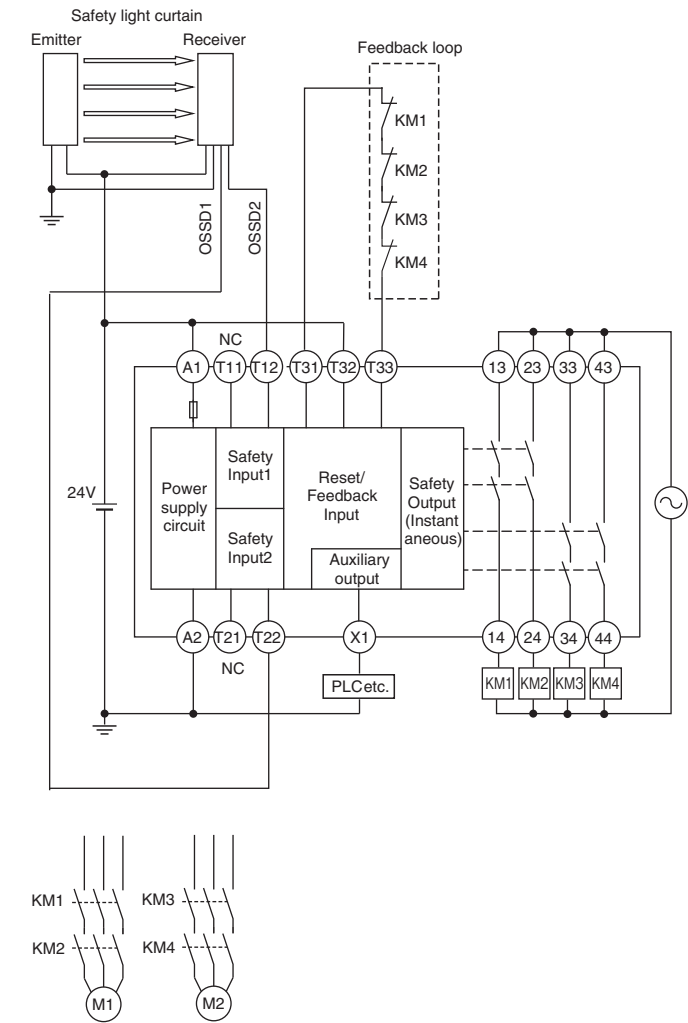 Safety light curtain
Emitter
Receiver
Feedback loop
KM1
KM2
KM3
KM4
OSSD1
OSSD2
NC
A1
T11
T12
T31
T32
T33
13
23
33
43
24V
Power
supply
circuit
Safety
Input1
Safety
Input2
Reset/
Feedback
Input
Auxiliary
output
Safety
Output
(Instant
aneous)
A2
T21
T22
X1
14
24
34
44
NC
PLC etc.
KM1
KM2
KM3
KM4
KM1
KM2
M1
KM3
KM4
M2